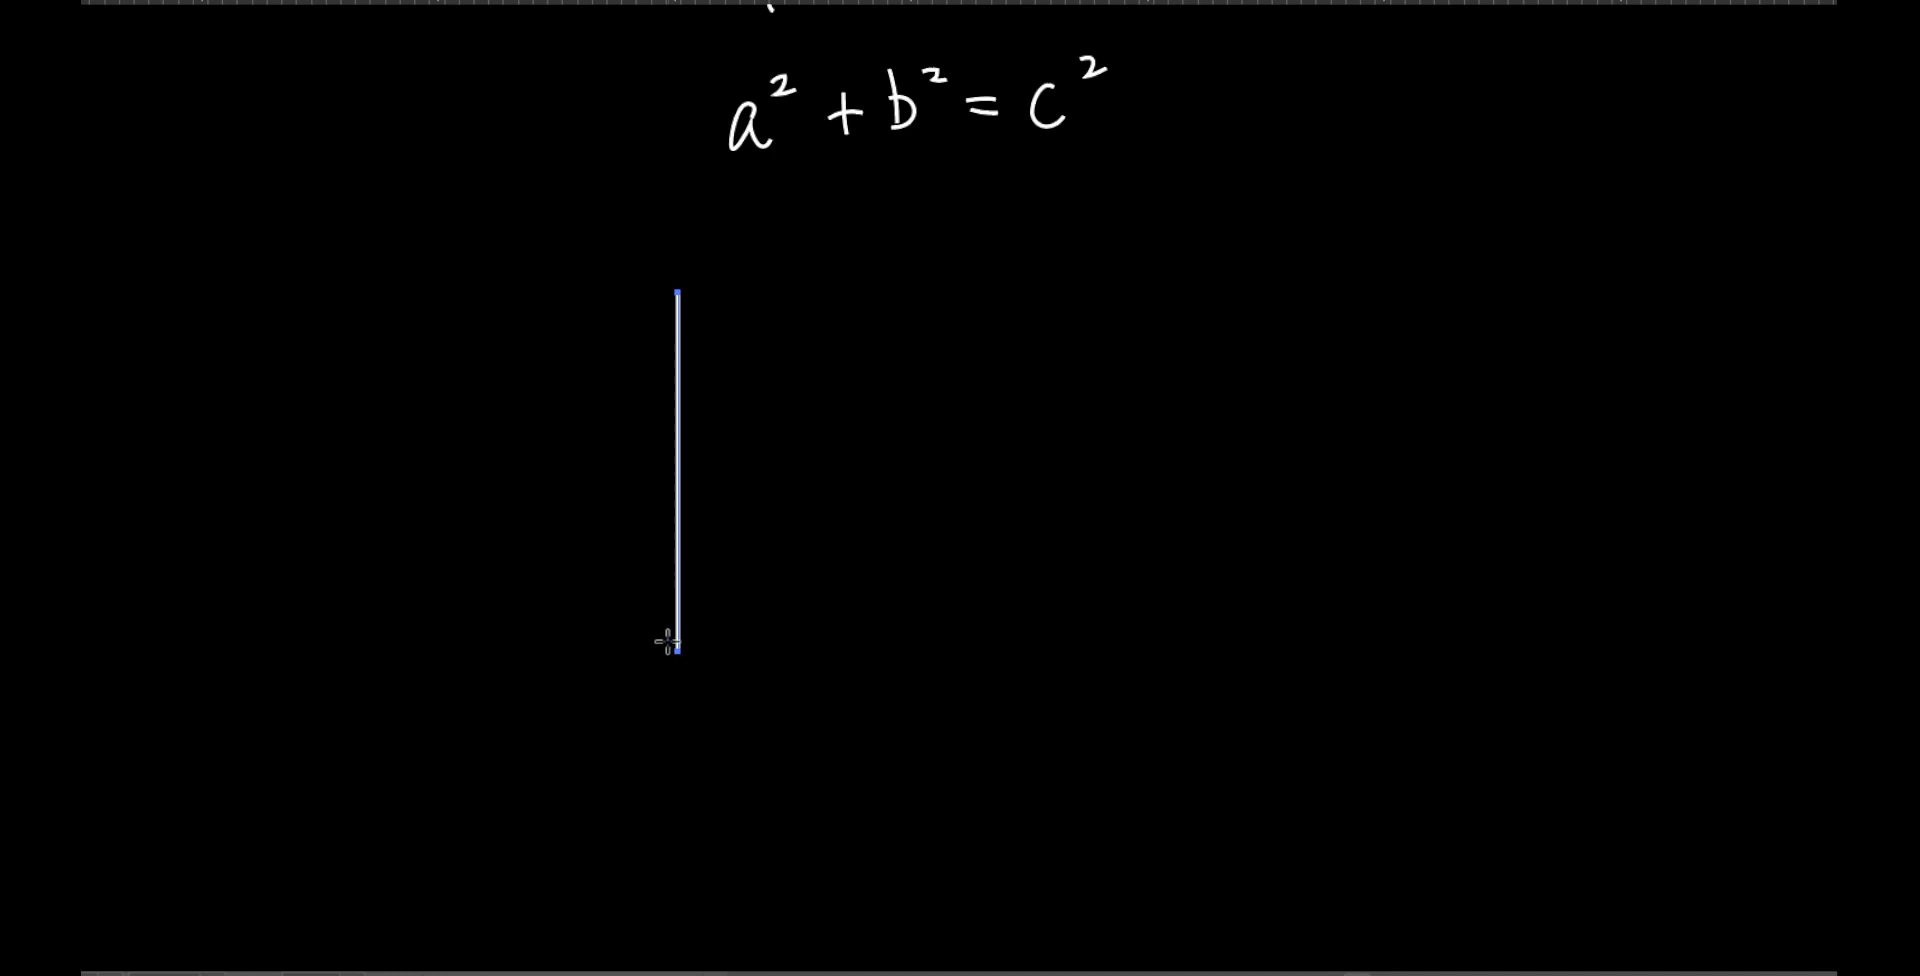 a² + b² = c²